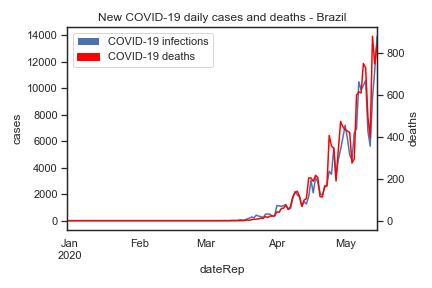 New COVID-19 daily cases and deaths - Brazil
COVID-19 infections
COVID-19 deaths
14000
12000
10000
8000
6000
4000
2000
0
cases
800
600
400
200
0
deaths
Jan
2020
Feb
Mar
Apr
May
dateRep